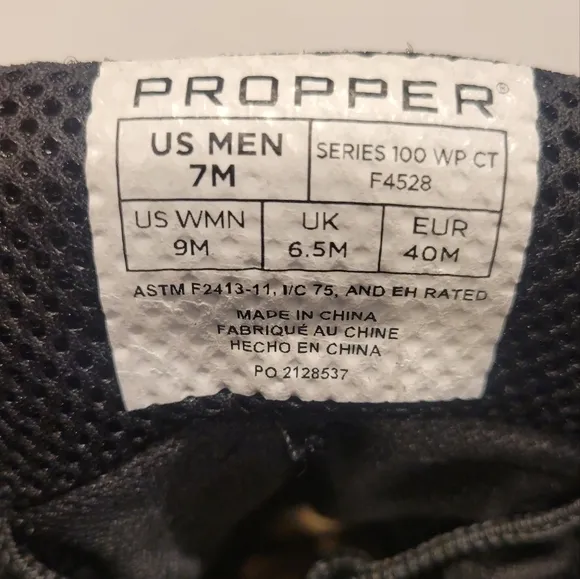 PROPPER®
US MEN
7M
SERIES 100 WP CT
F4528
US WMN
9M
UK
6.5M
EUR
40M
ASTM F2413-11, I/C 75, AND EH RATED
MADE IN CHINA
FABRIQUÉ AU CHINE
HECHO EN CHINA
PO 2128537